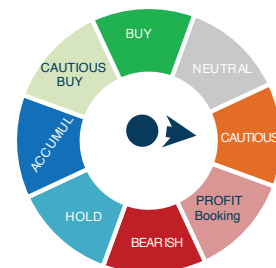 BUY
NEUTRAL
CAUTIOUS
PROFIT
Booking
BEARISH
HOLD
ACCUMUL
CAUTIOUS
BUY